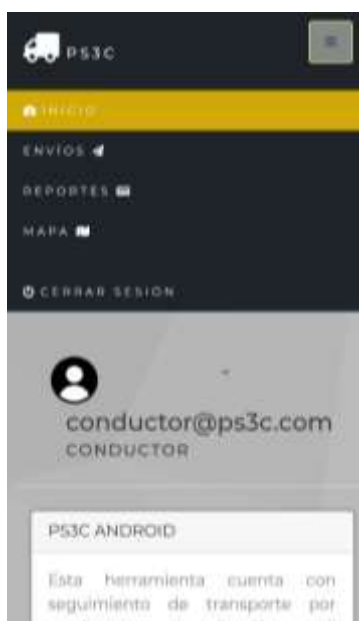 PS3C
INICIO
ENVÍOS
REPORTES
MAPA
CERRAR SESION
conductor@ps3c.com
CONDUCTOR
PS3C ANDROID
Esta herramienta cuenta con
seguimiento de transporte por